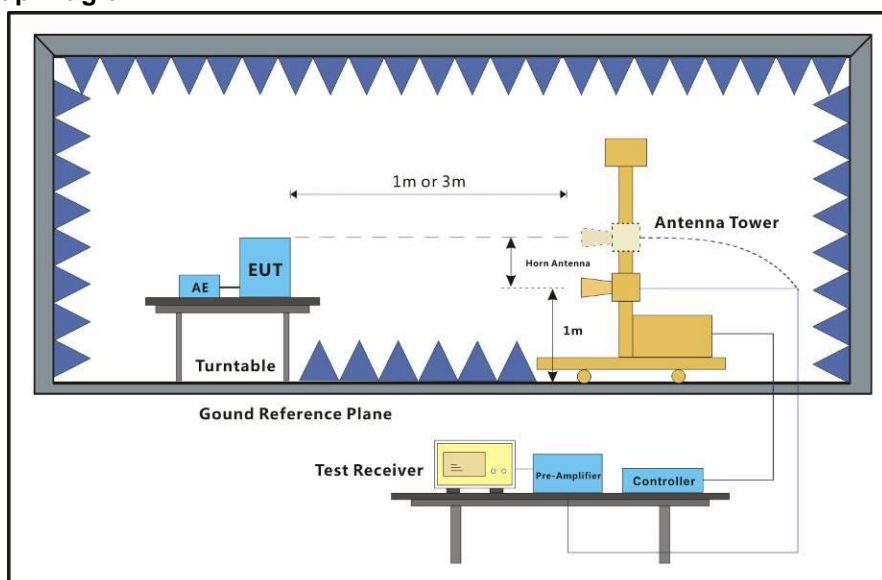 1m or 3m
Antenna Tower
Horn Antenna
EUT
AE
1m
Turntable
Gound Reference Plane
Test Receiver
Pre-Amplifier
Controller